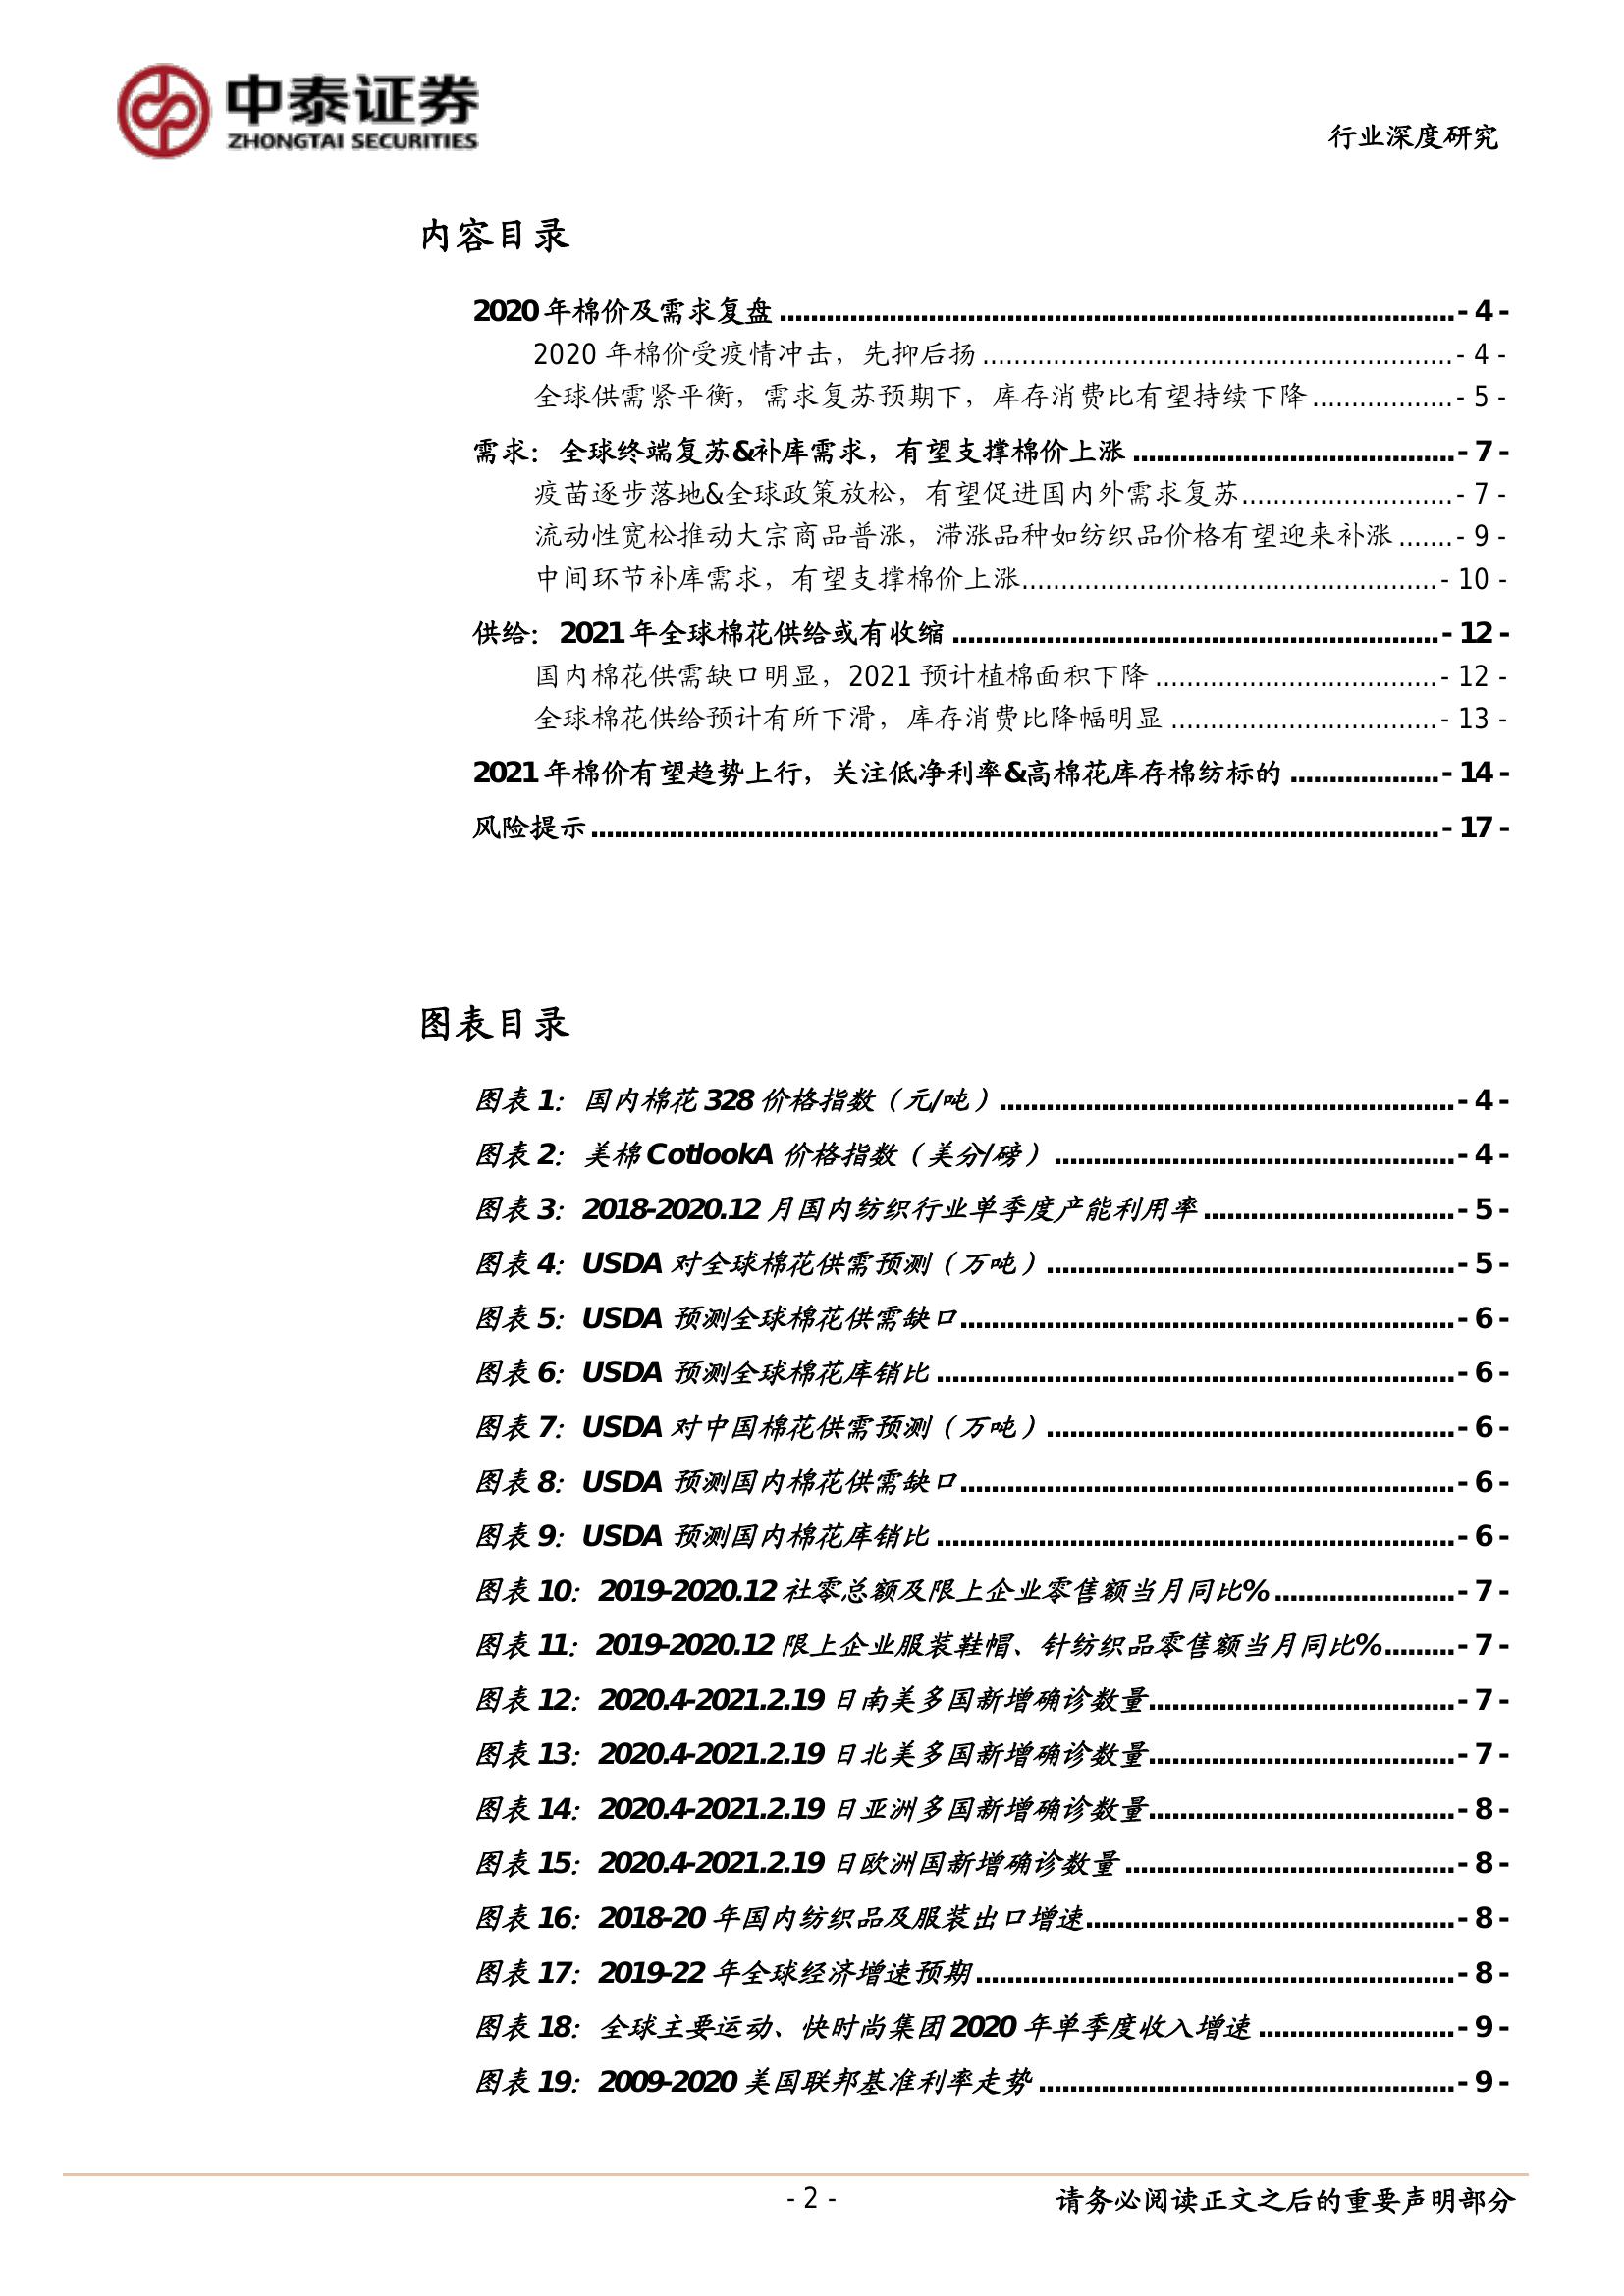 中泰证券
ZHONGTAI SECURITIES
行业深度研究
内容目录
2020 年棉价及需求复盘 ........................................................................................ - 4 -
2020 年棉价受疫情冲击，先抑后扬 ............................................................. - 4 -
全球供需紧平衡，需求复苏预期下，库存消费比有望持续下降 .................. - 5 -
需求：全球终端复苏&补库需求，有望支撑棉价上涨 .......................................... - 7 -
疫苗逐步落地&全球政策放松，有望促进国内外需求复苏 ........................... - 7 -
流动性宽松推动大宗商品普涨，滞涨品种如纺织品价格有望迎来补涨 ....... - 9 -
中间环节补库需求，有望支撑棉价上涨 ..................................................... - 10 -
供给：2021 年全球棉花供给或有收缩 ............................................................... - 12 -
国内棉花供需缺口明显，2021 预计植棉面积下降 .................................... - 12 -
全球棉花供给预计有所下滑，库存消费比降幅明显 .................................. - 13 -
2021 年棉价有望趋势上行，关注低净利率&高棉花库存棉纺标的 ................... - 14 -
风险提示 ............................................................................................................ - 17 -
图表目录
图表 1：国内棉花 328 价格指数（元/吨） ........................................................... - 4 -
图表 2：美棉 CotlookA 价格指数（美分/磅） .................................................... - 4 -
图表 3：2018-2020.12 月国内纺织行业单季度产能利用率 ................................ - 5 -
图表 4：USDA 对全球棉花供需预测（万吨） ..................................................... - 5 -
图表 5：USDA 预测全球棉花供需缺口 ................................................................ - 6 -
图表 6：USDA 预测全球棉花库销比 ................................................................... - 6 -
图表 7：USDA 对中国棉花供需预测（万吨） ..................................................... - 6 -
图表 8：USDA 预测国内棉花供需缺口 ................................................................ - 6 -
图表 9：USDA 预测国内棉花库销比 ................................................................... - 6 -
图表 10：2019-2020.12 社零总额及限上企业零售额当月同比% ....................... - 7 -
图表 11：2019-2020.12 限上企业服装鞋帽、针纺织品零售额当月同比% ......... - 7 -
图表 12：2020.4-2021.2.19 日南美多国新增确诊数量 ....................................... - 7 -
图表 13：2020.4-2021.2.19 日北美多国新增确诊数量 ....................................... - 7 -
图表 14：2020.4-2021.2.19 日亚洲多国新增确诊数量 ....................................... - 8 -
图表 15：2020.4-2021.2.19 日欧洲国新增确诊数量 .......................................... - 8 -
图表 16：2018-20 年国内纺织品及服装出口增速 ............................................... - 8 -
图表 17：2019-22 年全球经济增速预期 .............................................................. - 8 -
图表 18：全球主要运动、快时尚集团 2020 年单季度收入增速 ......................... - 9 -
图表 19：2009-2020 美国联邦基准利率走势 ...................................................... - 9 -
- 2 -
请务必阅读正文之后的重要声明部分